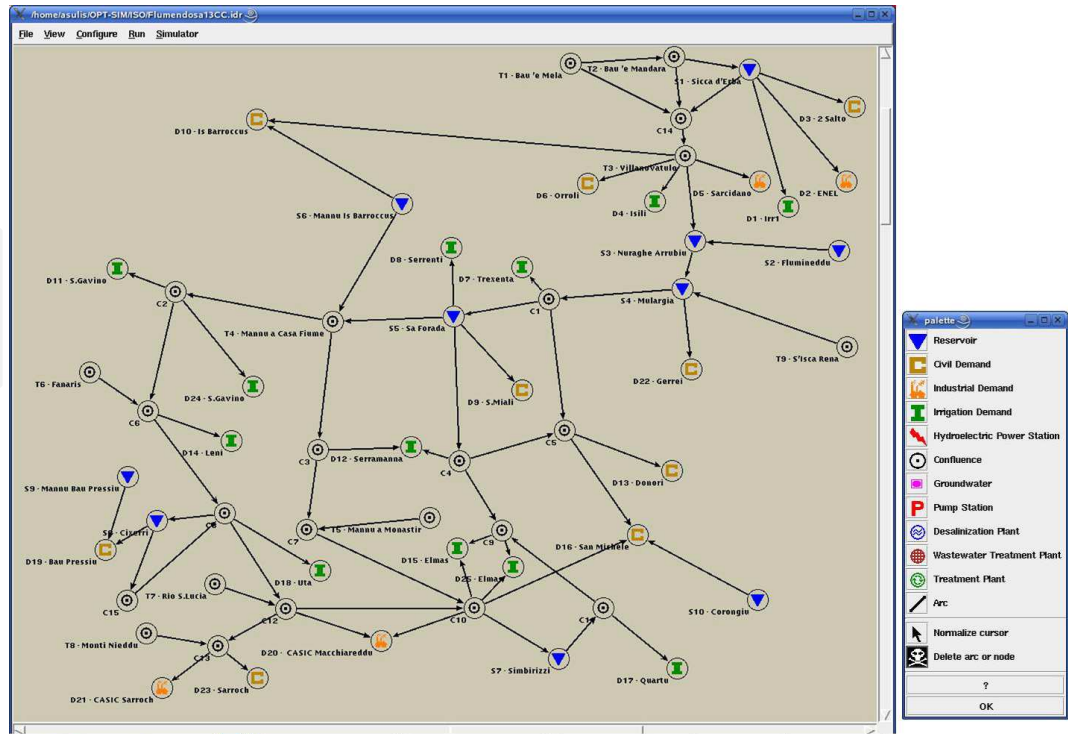 /home/asulis/OPT-SIM/ISO/Flumendosa13CC.idr
File View Configure Run Simulator
T1 - Bau 'e Mela
T2 - Bau 'e Mandara
S1 - Sicca d'Erba
D3 - 2 Salto
C14
D10 - Is Barroccus
T3 - Villanovatulo
D6 - Orroli
D5 - Sarcidano
D2 - ENEL
D4 - Isili
D1 - Irr1
S6 - Mannu Is Barroccus
S3 - Nuraghe Arrubiu
S2 - Flumineddu
D8 - Serrenti
D7 - Trexenta
D11 - S.Gavino
C2
C1
S4 - Mulargia
T4 - Mannu a Casa Fiume
S5 - Sa Forada
T9 - S'Isca Rena
D22 - Gerrei
T6 - Fanaris
D24 - S.Gavino
D9 - S.Miali
C6
D14 - Leni
C3
D12 - Serramanna
C4
C5
D13 - Donori
S9 - Mannu Bau Pressiu
S8 - Cixerri
C8
C7
T5 - Mannu a Monastir
C9
D16 - San Michele
D19 - Bau Pressiu
D15 - Elmas
D18 - Uta
D25 - Elmas
C15
T7 - Rio S.Lucia
C12
C10
S10 - Corongiu
T8 - Monti Nieddu
C13
D20 - CASIC Macchiareddu
S7 - Simbirizzi
D17 - Quartu
D21 - CASIC Sarroch
D23 - Sarroch
palette
Reservoir
Civil Demand
Industrial Demand
Irrigation Demand
Hydroelectric Power Station
Confluence
Groundwater
Pump Station
Desalinization Plant
Wastewater Treatment Plant
Treatment Plant
Arc
Normalize cursor
Delete arc or node
?
OK